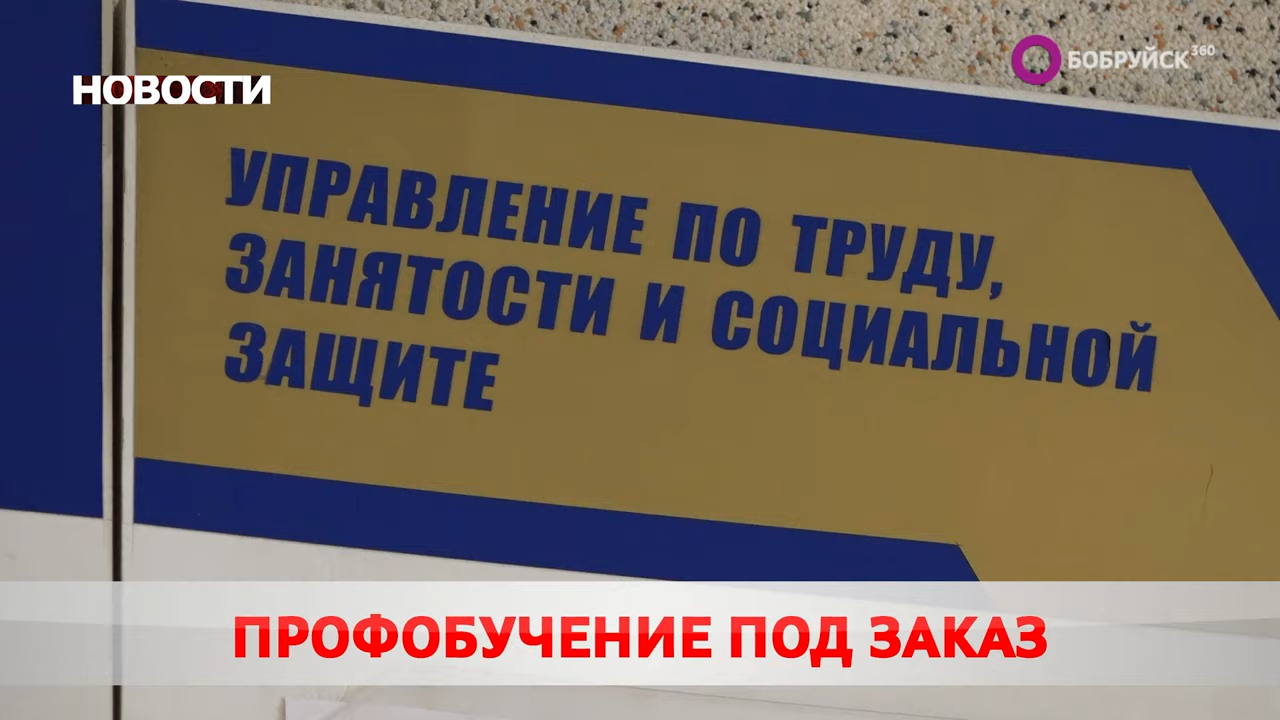 НОВОСТИ
БОБРУЙСК360
УПРАВЛЕНИЕ ПО ТРУДУ,
ЗАНЯТОСТИ И СОЦИАЛЬНОЙ
ЗАЩИТЕ
ПРОФОБУЧЕНИЕ ПОД ЗАКАЗ